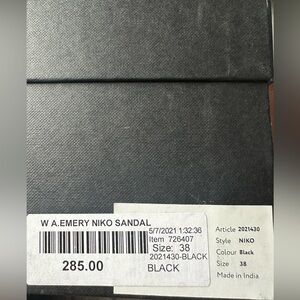 W A.EMERY NIKO SANDAL
5/7/2021 1:32:36
Item 726407
Size: 38
2021430-BLACK
285.00
BLACK
Article 2021430
Style NIKO
Colour Black
Size 38
Made in India